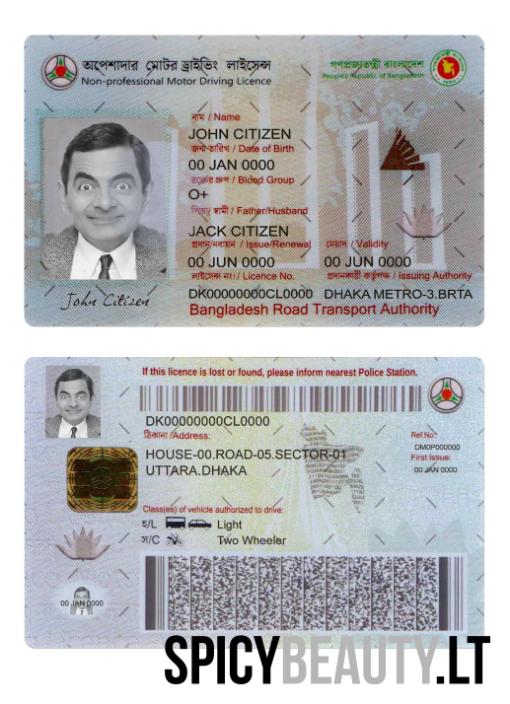 অপেশাদার মোটর ড্রাইভিং লাইসেন্স
Non-professional Motor Driving Licence
গণপ্রজাতন্ত্রী বাংলাদেশ
People's Republic of Bangladesh
নাম / Name
JOHN CITIZEN
জন্ম তারিখ / Date of Birth
00 JAN 0000
রক্তের গ্রুপ / Blood Group
O+
পিতা/ স্বামী / Father/Husband
JACK CITIZEN
প্রদান/নবায়ন / Issue/Renewal
মেয়াদ / Validity
00 JUN 0000
00 JUN 0000
লাইসেন্স নং। / Licence No.
প্রদানকারী কর্তৃপক্ষ / Issuing Authority
DK00000000CL0000
DHAKA METRO-3.BRTA
John Citizen
Bangladesh Road Transport Authority
If this licence is lost or found, please inform nearest Police Station.
DK00000000CL0000
ঠিকানা /Address:
HOUSE-00.ROAD-05.SECTOR-01
UTTARA.DHAKA
Ref.No.:
DM0P000000
First Issue:
00 JAN 0000
Class(es) of vehicle authorized to drive:
হ/L Light
ম/C Two Wheeler
00 JAN 0000
SPICYBEAUTY.LT